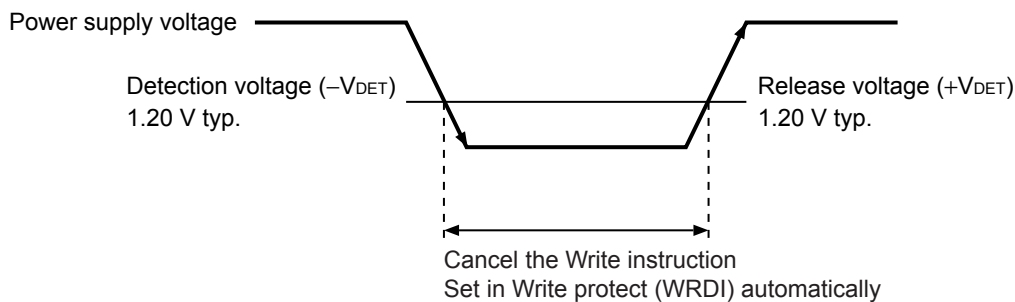 Power supply voltage
Detection voltage (−VDET)
1.20 V typ.
Release voltage (+VDET)
1.20 V typ.
Cancel the Write instruction
Set in Write protect (WRDI) automatically